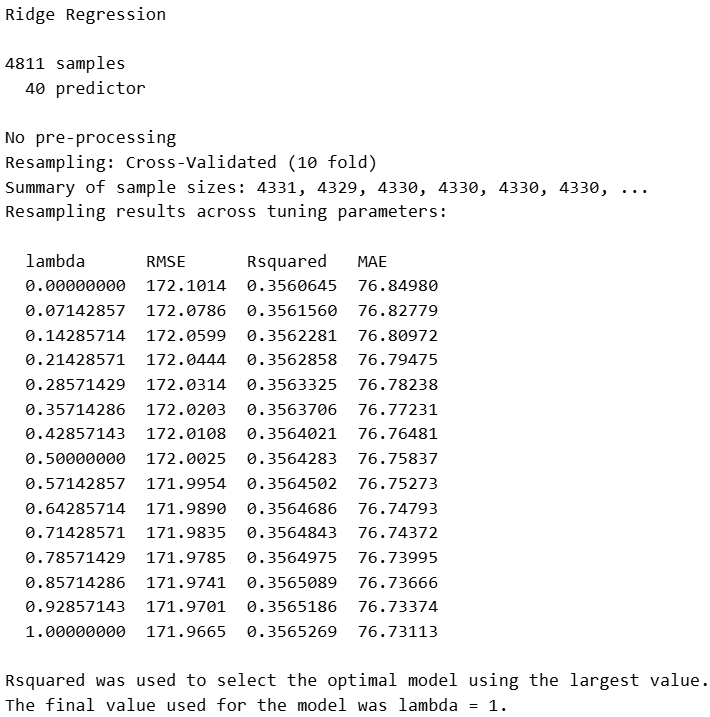 Ridge Regression
4811 samples
40 predictor
No pre-processing
Resampling: Cross-Validated (10 fold)
Summary of sample sizes: 4331, 4329, 4330, 4330, 4330, 4330, ...
Resampling results across tuning parameters:
lambda RMSE Rsquared MAE
0.00000000 172.1014 0.3560645 76.84980
0.07142857 172.0786 0.3561560 76.82779
0.14285714 172.0599 0.3562281 76.80972
0.21428571 172.0444 0.3562858 76.79475
0.28571429 172.0314 0.3563325 76.78238
0.35714286 172.0203 0.3563706 76.77231
0.42857143 172.0108 0.3564021 76.76481
0.50000000 172.0025 0.3564283 76.75837
0.57142857 171.9954 0.3564502 76.75273
0.64285714 171.9890 0.3564686 76.74793
0.71428571 171.9835 0.3564843 76.74372
0.78571429 171.9785 0.3564975 76.73995
0.85714286 171.9741 0.3565089 76.73666
0.92857143 171.9701 0.3565186 76.73374
1.00000000 171.9665 0.3565269 76.73113
Rsquared was used to select the optimal model using the largest value.
The final value used for the model was lambda = 1.